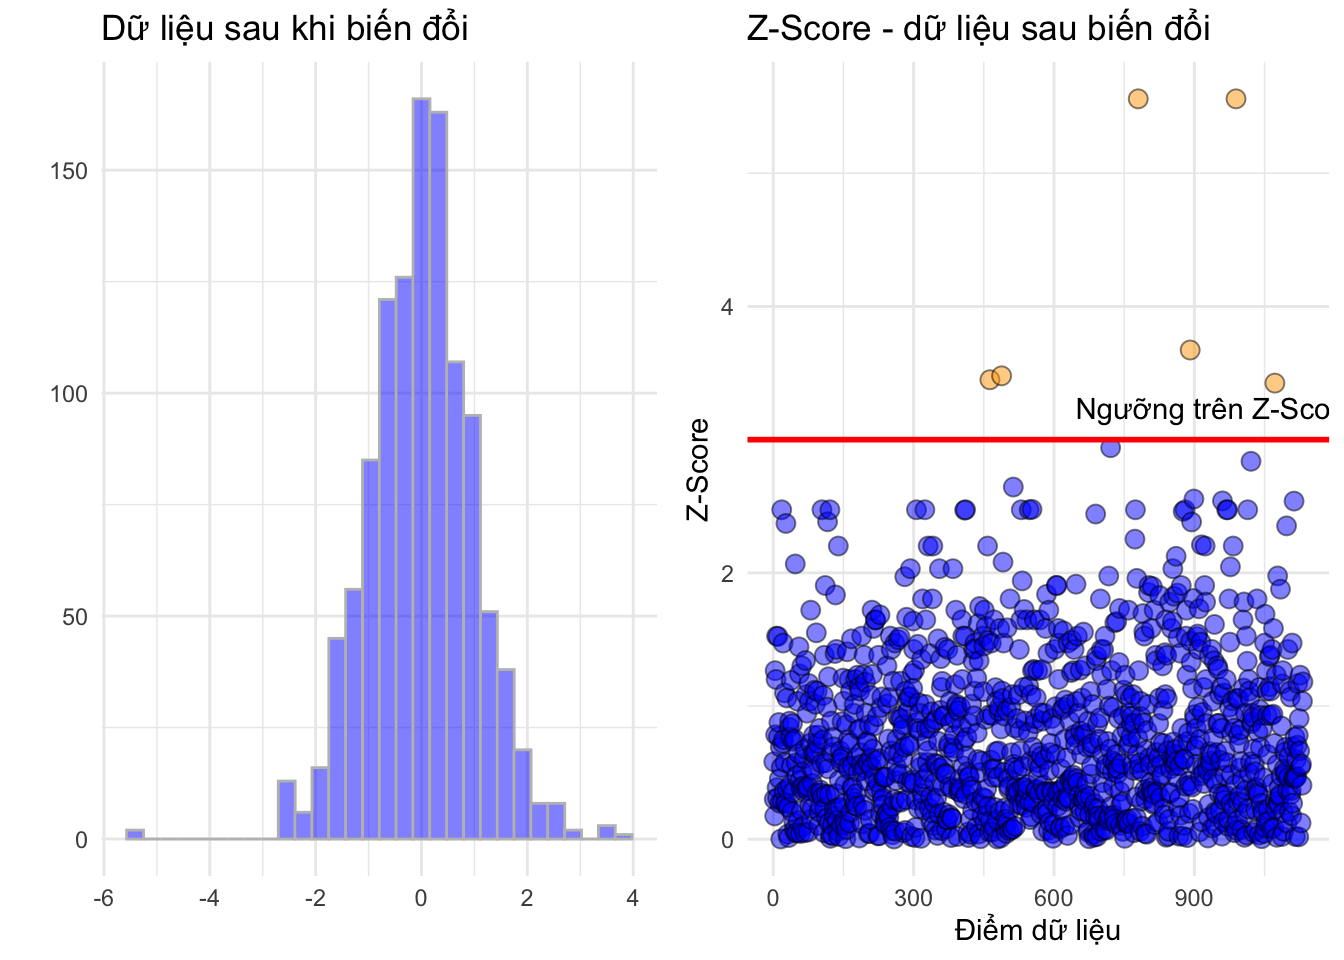 Dữ liệu sau khi biến đổi
150
100
50
0
-6 -4 -2 0 2 4
Z-Score - dữ liệu sau biến đổi
Z-Score
4
2
0
Ngưỡng trên Z-Sco
0 300 600 900
Điểm dữ liệu